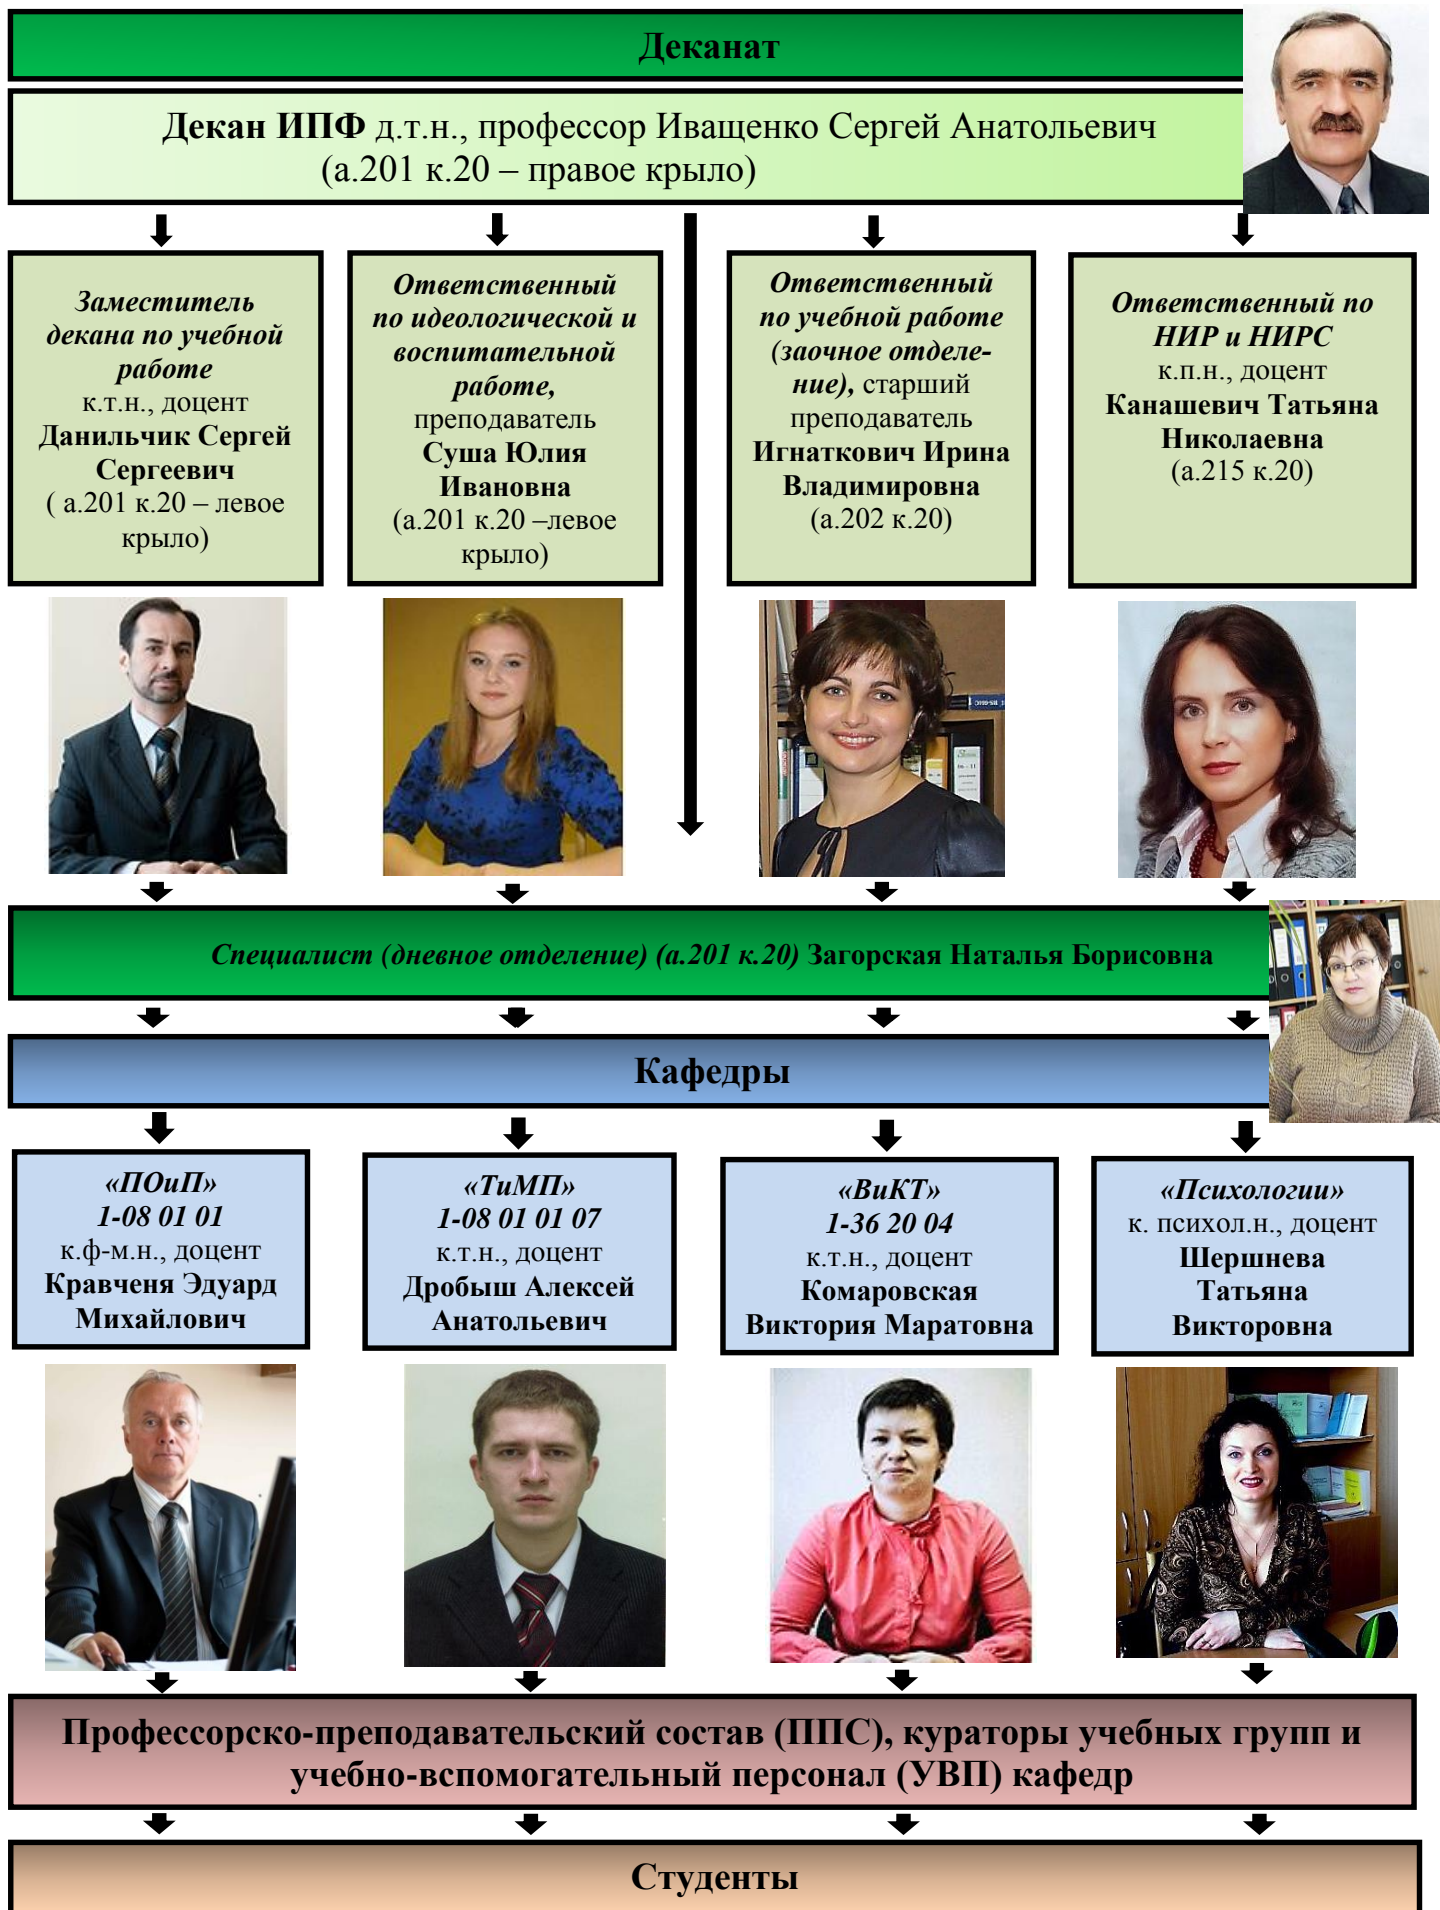 Деканат
Декан ИПФ д.т.н., профессор Иващенко Сергей Анатольевич
(а.201 к.20 – правое крыло)
Заместитель
декана по учебной
работе
к.т.н., доцент
Данильчик Сергей
Сергеевич
( а.201 к.20 – левое
крыло)
Ответственный
по идеологической и
воспитательной
работе,
преподаватель
Суша Юлия
Ивановна
(а.201 к.20 –левое
крыло)
Ответственный
по учебной работе
(заочное отделе-
ние), старший
преподаватель
Игнаткович Ирина
Владимировна
(а.202 к.20)
Ответственный по
НИР и НИРС
к.п.н., доцент
Канашевич Татьяна
Николаевна
(а.215 к.20)
Специалист (дневное отделение) (а.201 к.20) Загорская Наталья Борисовна
Кафедры
«ПОиП»
1-08 01 01
к.ф-м.н., доцент
Кравченя Эдуард
Михайлович
«ТиМП»
1-08 01 01 07
к.т.н., доцент
Дробыш Алексей
Анатольевич
«ВиКТ»
1-36 20 04
к.т.н., доцент
Комаровская
Виктория Маратовна
«Психологии»
к. психол.н., доцент
Шершнева
Татьяна
Викторовна
Профессорско-преподавательский состав (ППС), кураторы учебных групп и
учебно-вспомогательный персонал (УВП) кафедр
Студенты